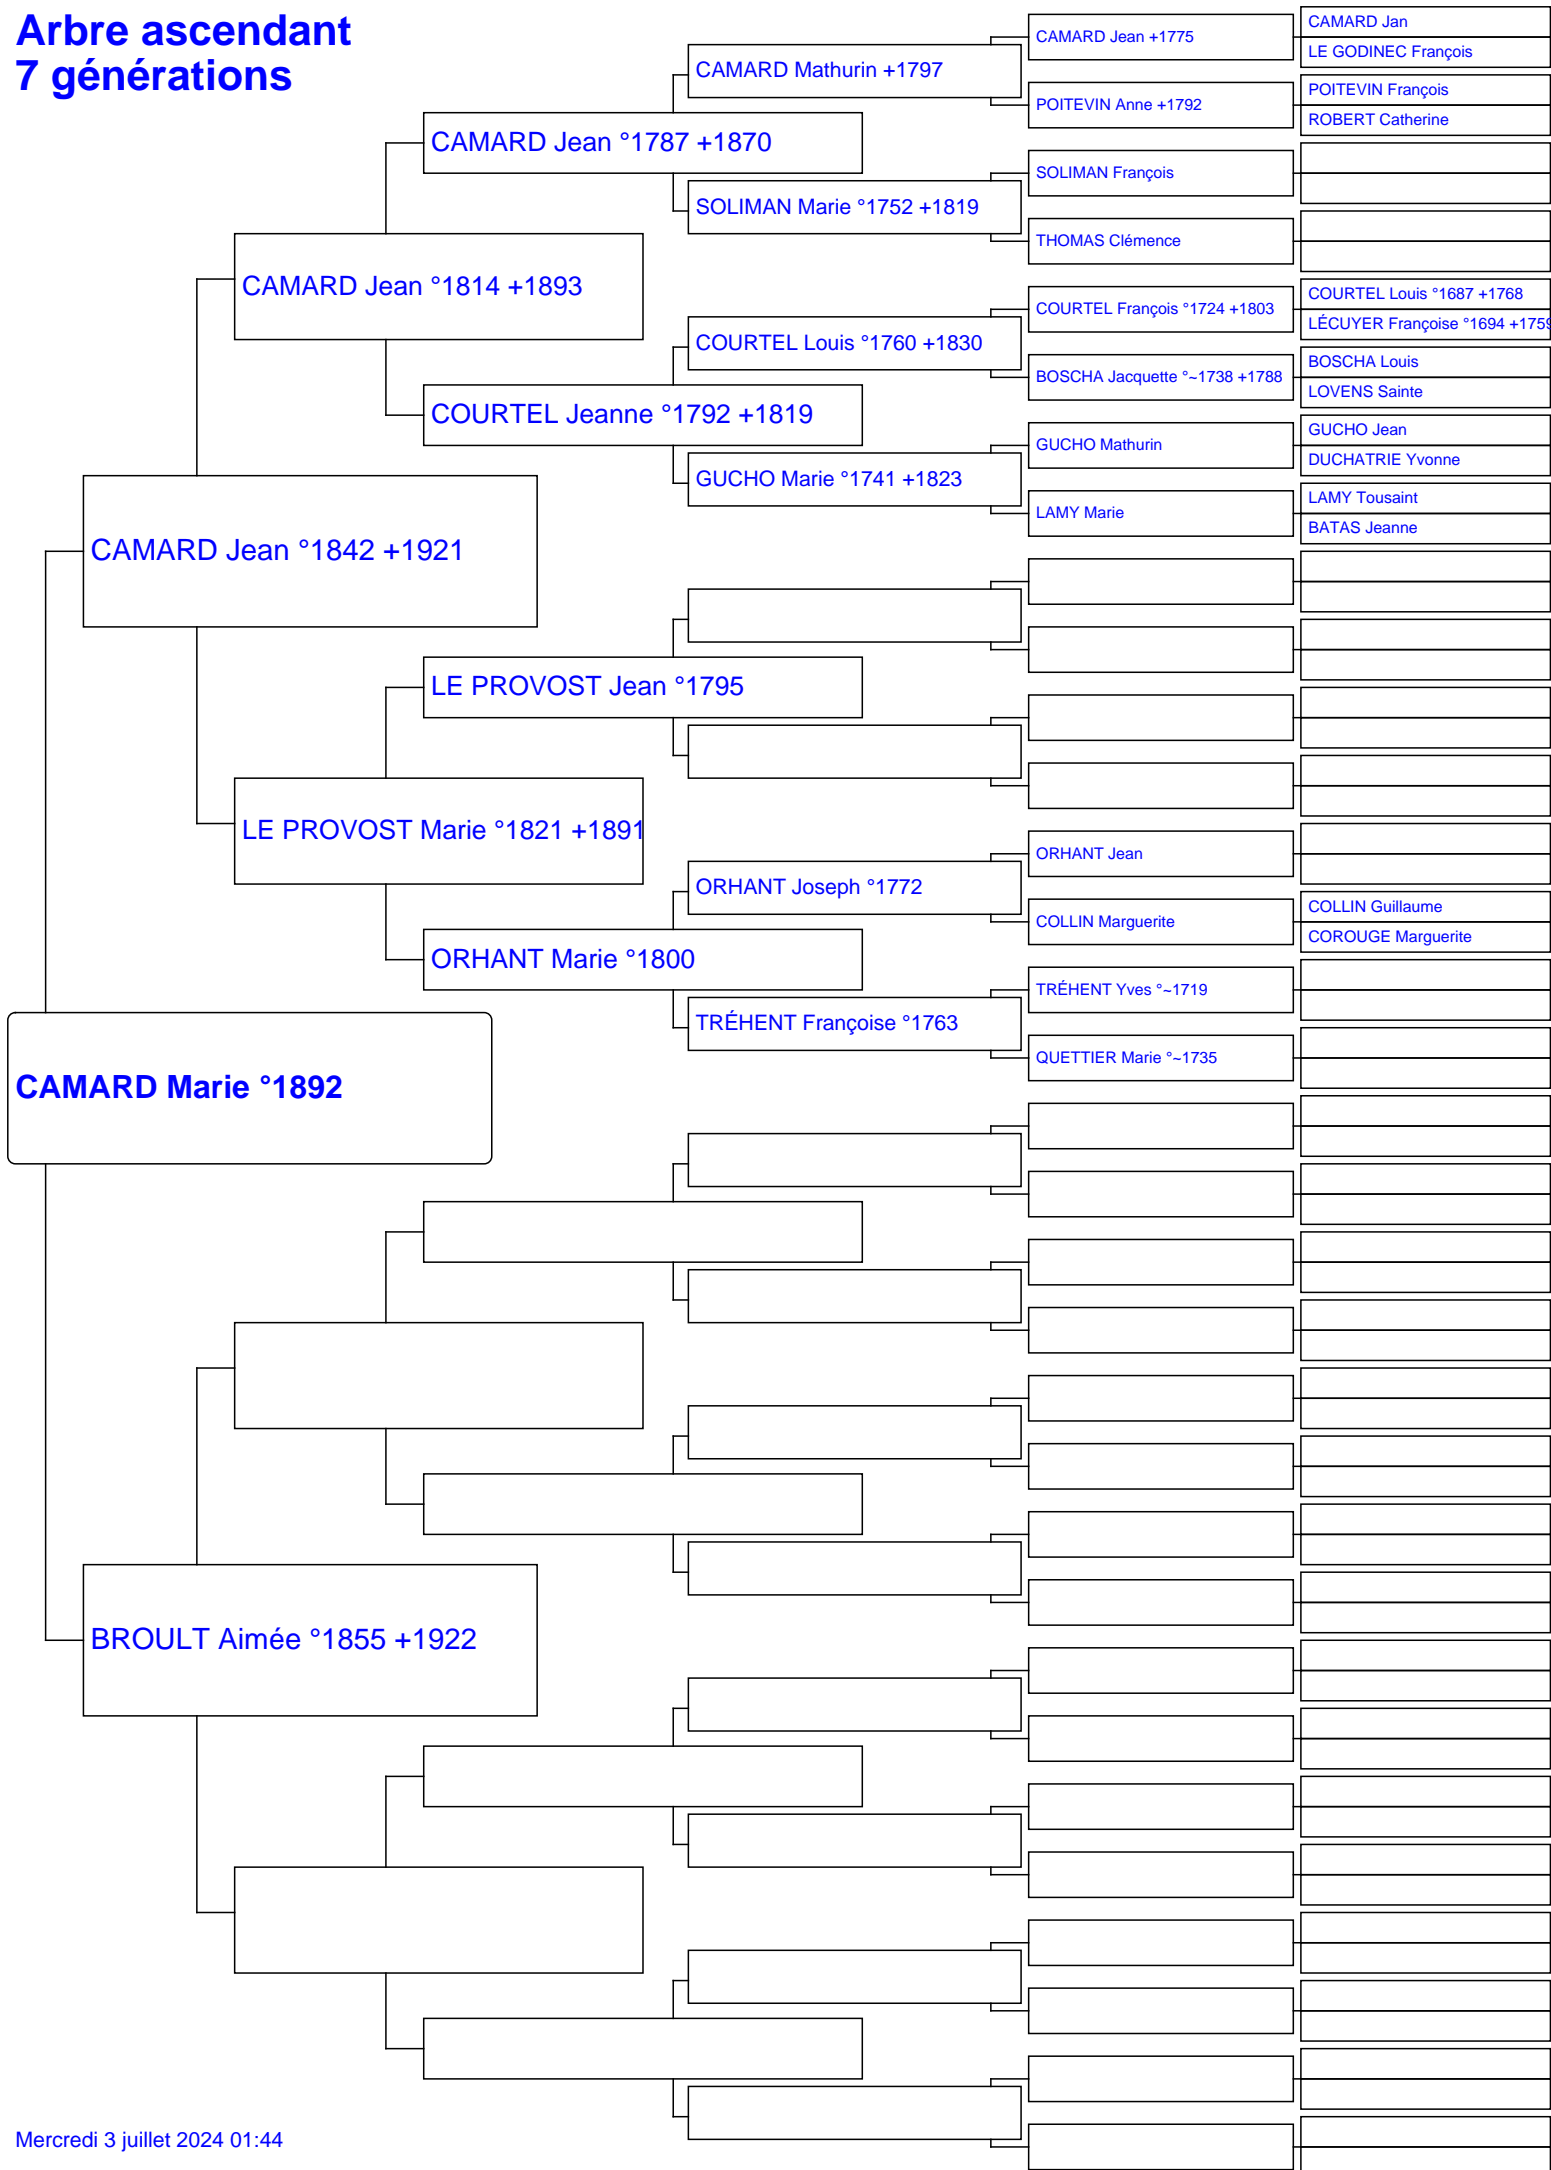 Arbre ascendant
7 générations
CAMARD Marie °1892
CAMARD Jean °1842 +1921
BROULT Aimée °1855 +1922
CAMARD Jean °1814 +1893
LE PROVOST Marie °1821 +1891
CAMARD Jean °1787 +1870
COURTEL Jeanne °1792 +1819
LE PROVOST Jean °1795
ORHANT Marie °1800
CAMARD Mathurin +1797
SOLIMAN Marie °1752 +1819
COURTEL Louis °1760 +1830
GUCHO Marie °1741 +1823
ORHANT Joseph °1772
TRÉHENT Françoise °1763
CAMARD Jean +1775
POITEVIN Anne +1792
SOLIMAN François
THOMAS Clémence
COURTEL François °1724 +1803
BOSCHA Jacquette °~1738 +1788
GUCHO Mathurin
LAMY Marie
ORHANT Jean
COLLIN Marguerite
TRÉHENT Yves °~1719
QUETTIER Marie °~1735
CAMARD Jan
LE GODINEC François
POITEVIN François
ROBERT Catherine
COURTEL Louis °1687 +1768
LÉCUYER Françoise °1694 +1759
BOSCHA Louis
LOVENS Sainte
GUCHO Jean
DUCHATRIE Yvonne
LAMY Tousaint
BATAS Jeanne
COLLIN Guillaume
COROUGE Marguerite
Mercredi 3 juillet 2024 01:44